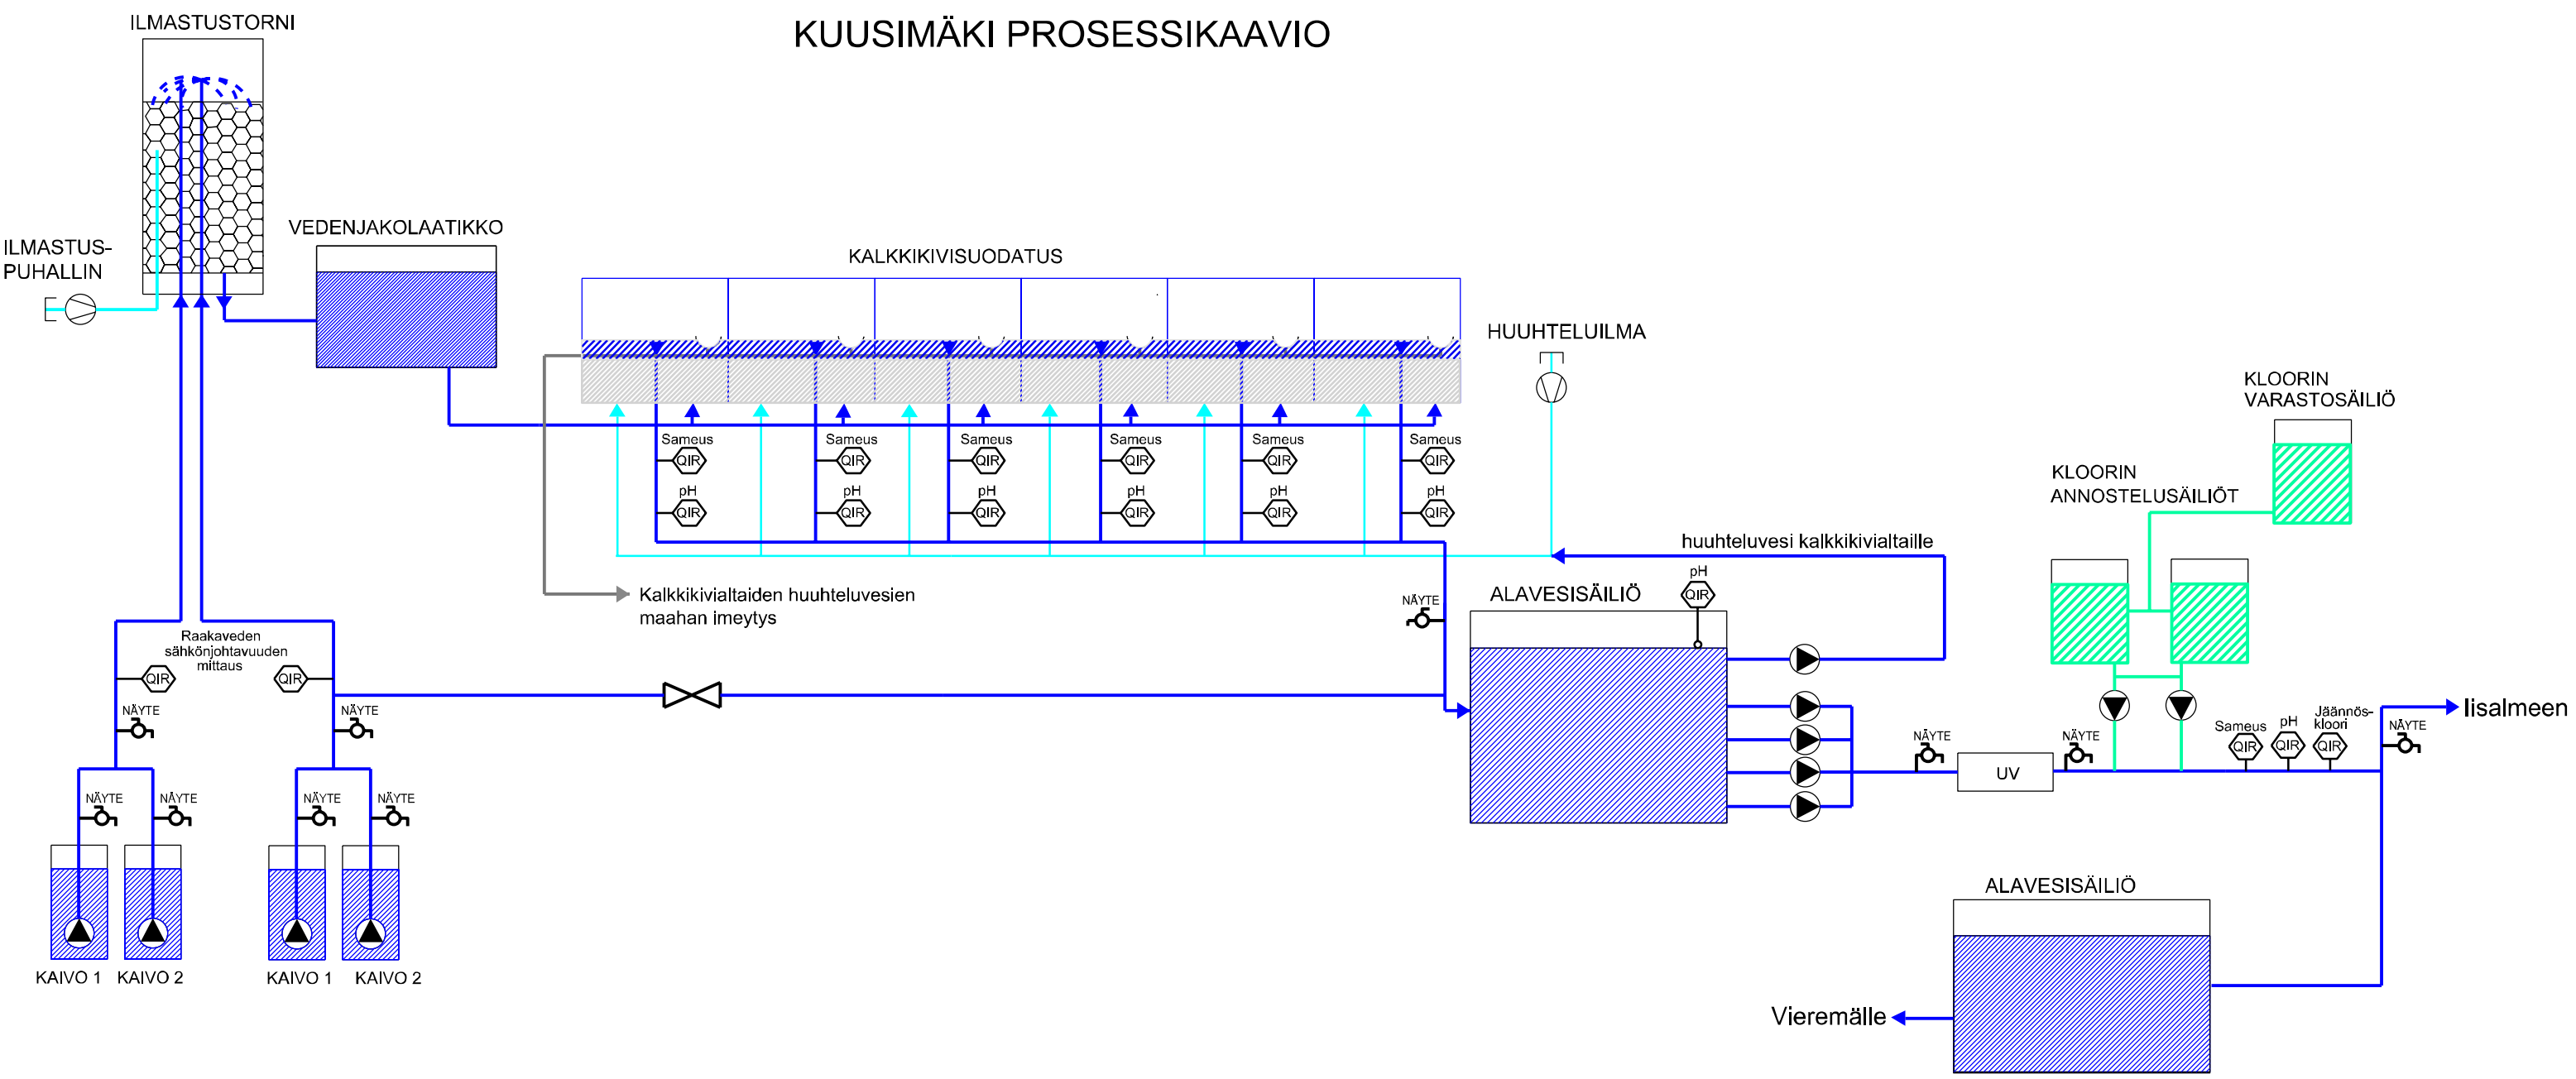 KUUSIMÄKI PROSESSIKAAVIO
ILMASTUSTORNI
ILMASTUS-
PUHALLIN
VEDENJAKOLAATIKKO
KALKKIKIVISUODATUS
HUUHTELUILMA
KLOORIN
VARASTOSÄILIÖ
KLOORIN
ANNOSTELUSÄILIÖT
Sameus
QIR
pH
QIR
Sameus
QIR
pH
QIR
Sameus
QIR
pH
QIR
Sameus
QIR
pH
QIR
Sameus
QIR
pH
QIR
Sameus
QIR
pH
QIR
huuhteluvesi kalkkikivialtaille
Kalkkikivialtaiden huuhteluvesien
maahan imeytys
NÄYTE
ALAVESISÄILIÖ
pH
QIR
Raakaveden
sähkönjohtavuuden
mittaus
QIR
QIR
NÄYTE
NÄYTE
NÄYTE
NÄYTE
NÄYTE
NÄYTE
KAIVO 1
KAIVO 2
KAIVO 1
KAIVO 2
NÄYTE
UV
NÄYTE
Sameus
QIR
pH
QIR
Jäännös-
kloori
QIR
NÄYTE
Iisalmeen
ALAVESISÄILIÖ
Vieremälle